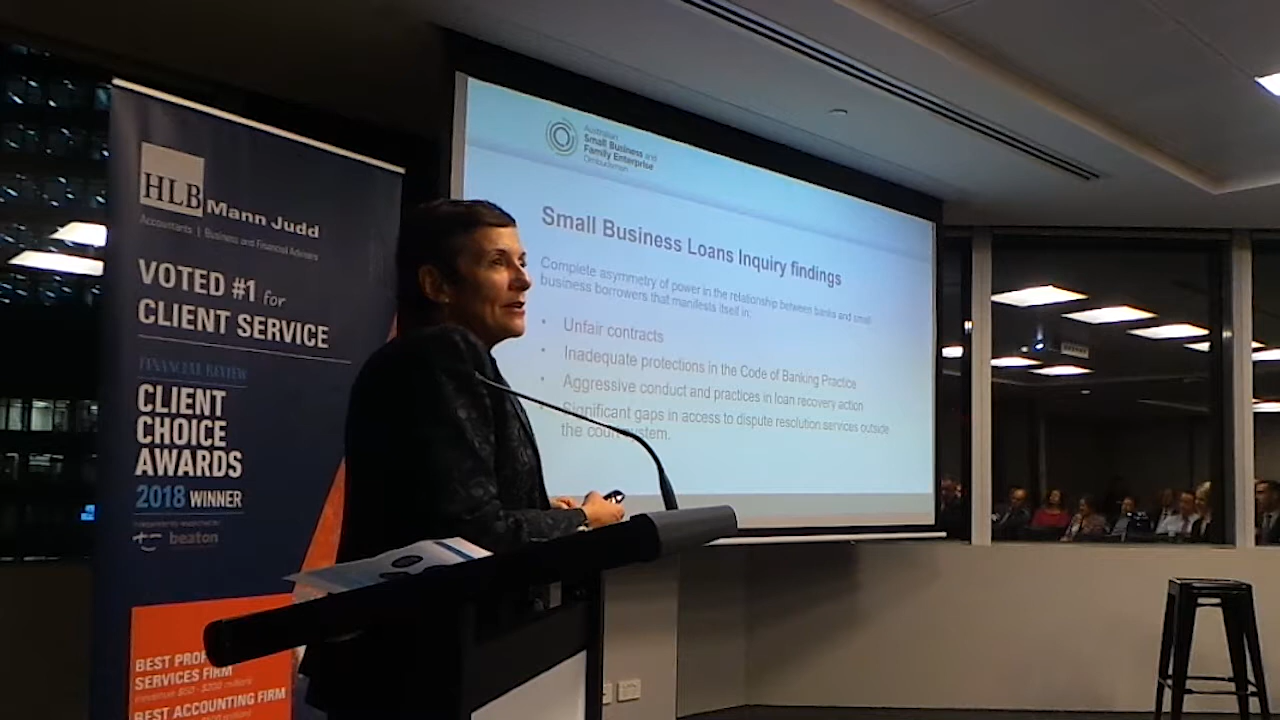 HLB Mann Judd
Accountants | Business and Financial Advisers
VOTED #1 for
CLIENT SERVICE
FINANCIAL REVIEW
CLIENT
CHOICE
AWARDS
2018 WINNER
beaton
BEST
SERVICES FIRM
BEST ACCOUNTING FIRM
Australian
Small Business and
Family Enterprise
Ombudsman
Small Business Loans Inquiry findings
Complete asymmetry of power in the relationship between banks and small
business borrowers that manifests itself in:
• Unfair contracts
• Inadequate protections in the Code of Banking Practice
• Aggressive conduct and practices in loan recovery action
• Significant gaps in access to dispute resolution services outside
the court system.